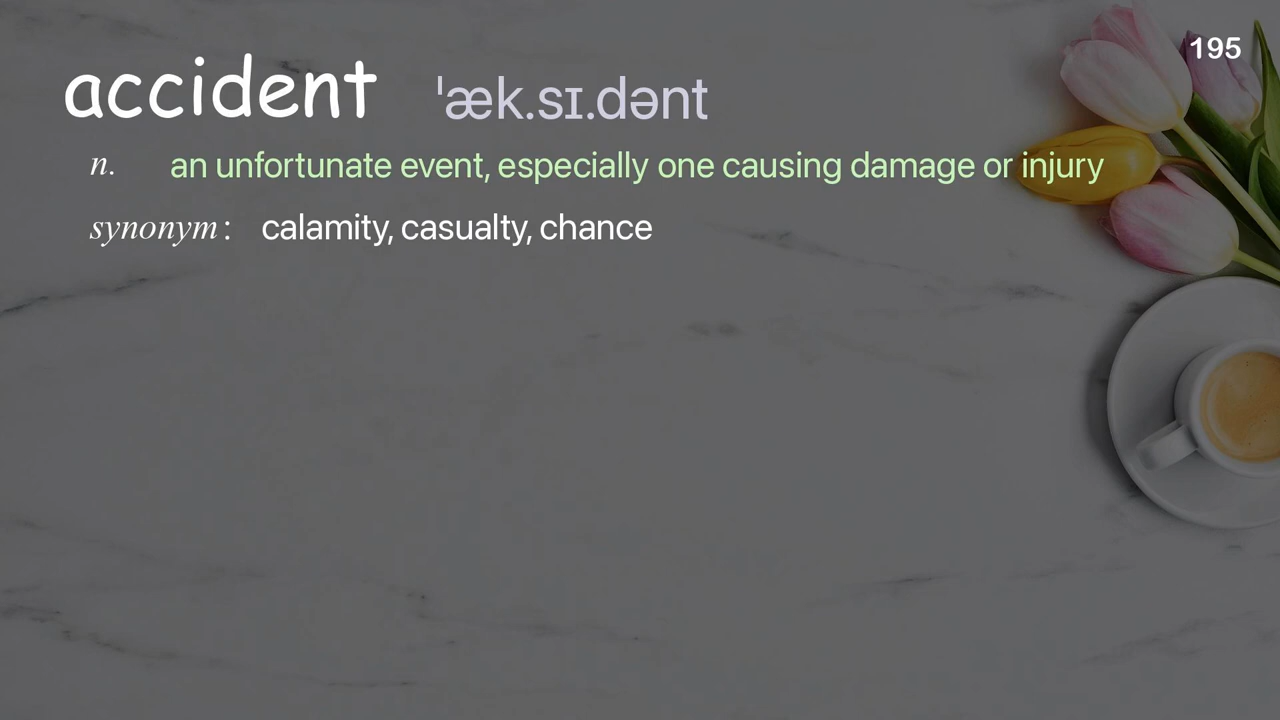 195
accident ˈæk.sɪ.dənt
n. an unfortunate event, especially one causing damage or injury
synonym : calamity, casualty, chance